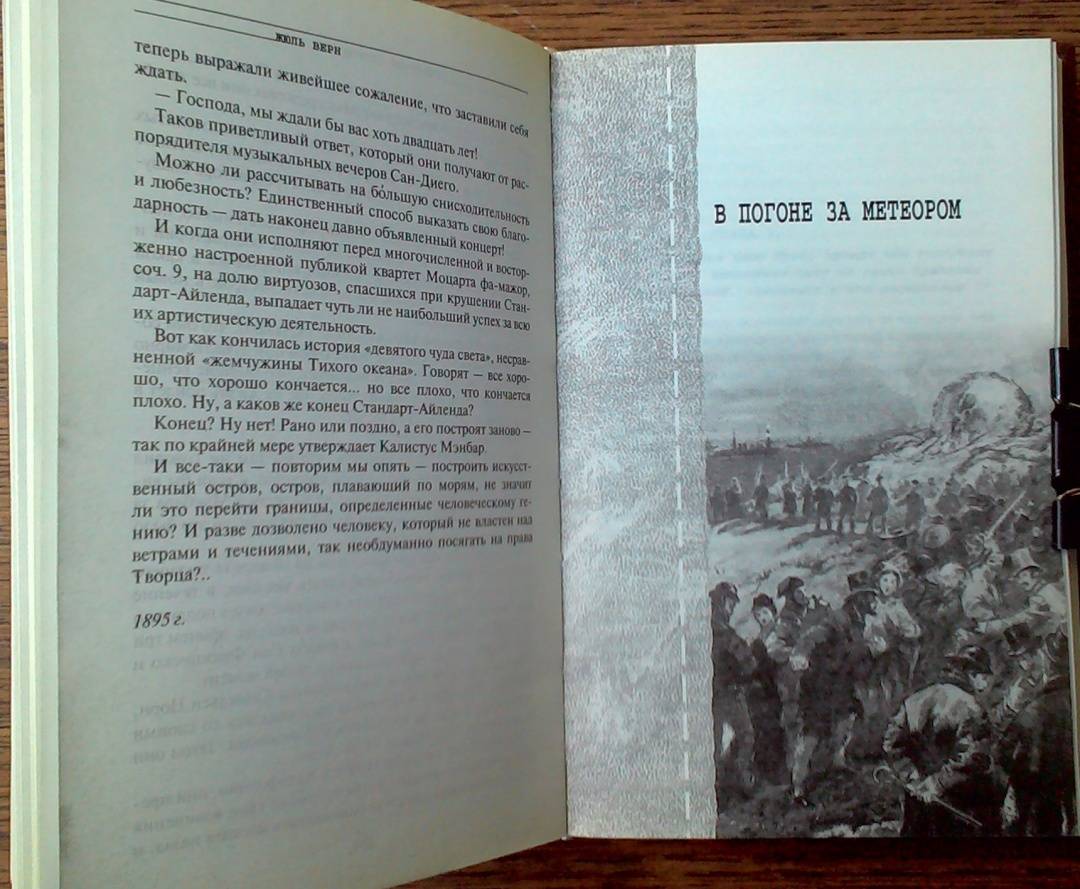 ЖЮЛЬ ВЕРН
теперь выражали живейшее сожаление, что заставили себя
ждать.
— Господа, мы ждали бы вас хоть двадцать лет!
Таков приветливый ответ, который они получают от рас-
порядителя музыкальных вечеров Сан-Диего.
Можно ли рассчитывать на бо́льшую снисходительность
и любезность? Единственный способ выказать свою благо-
дарность — дать наконец давно объявленный концерт!
И когда они исполняют перед многочисленной и востор-
женно настроенной публикой квартет Моцарта фа-мажор,
соч. 9, на долю виртуозов, спасшихся при крушении Стан-
дарт-Айленда, выпадает чуть ли не наибольший успех за всю
их артистическую деятельность.
Вот как кончилась история «девятого чуда света», несрав-
ненной «жемчужины Тихого океана». Говорят — все хоро-
шо, что хорошо кончается... но все плохо, что кончается
плохо. Ну, а каков же конец Стандарт-Айленда?
Конец? Ну нет! Рано или поздно, а его построят заново —
так по крайней мере утверждает Калистус Мэнбар.
И все-таки — повторим мы опять — построить искусст-
венный остров, остров, плавающий по морям, не значит
ли это перейти границы, определенные человеческому ге-
нию? И разве дозволено человеку, который не властен над
ветрами и течениями, так необдуманно посягать на права
Творца?..
1895 г.
В ПОГОНЕ ЗА МЕТЕОРОМ